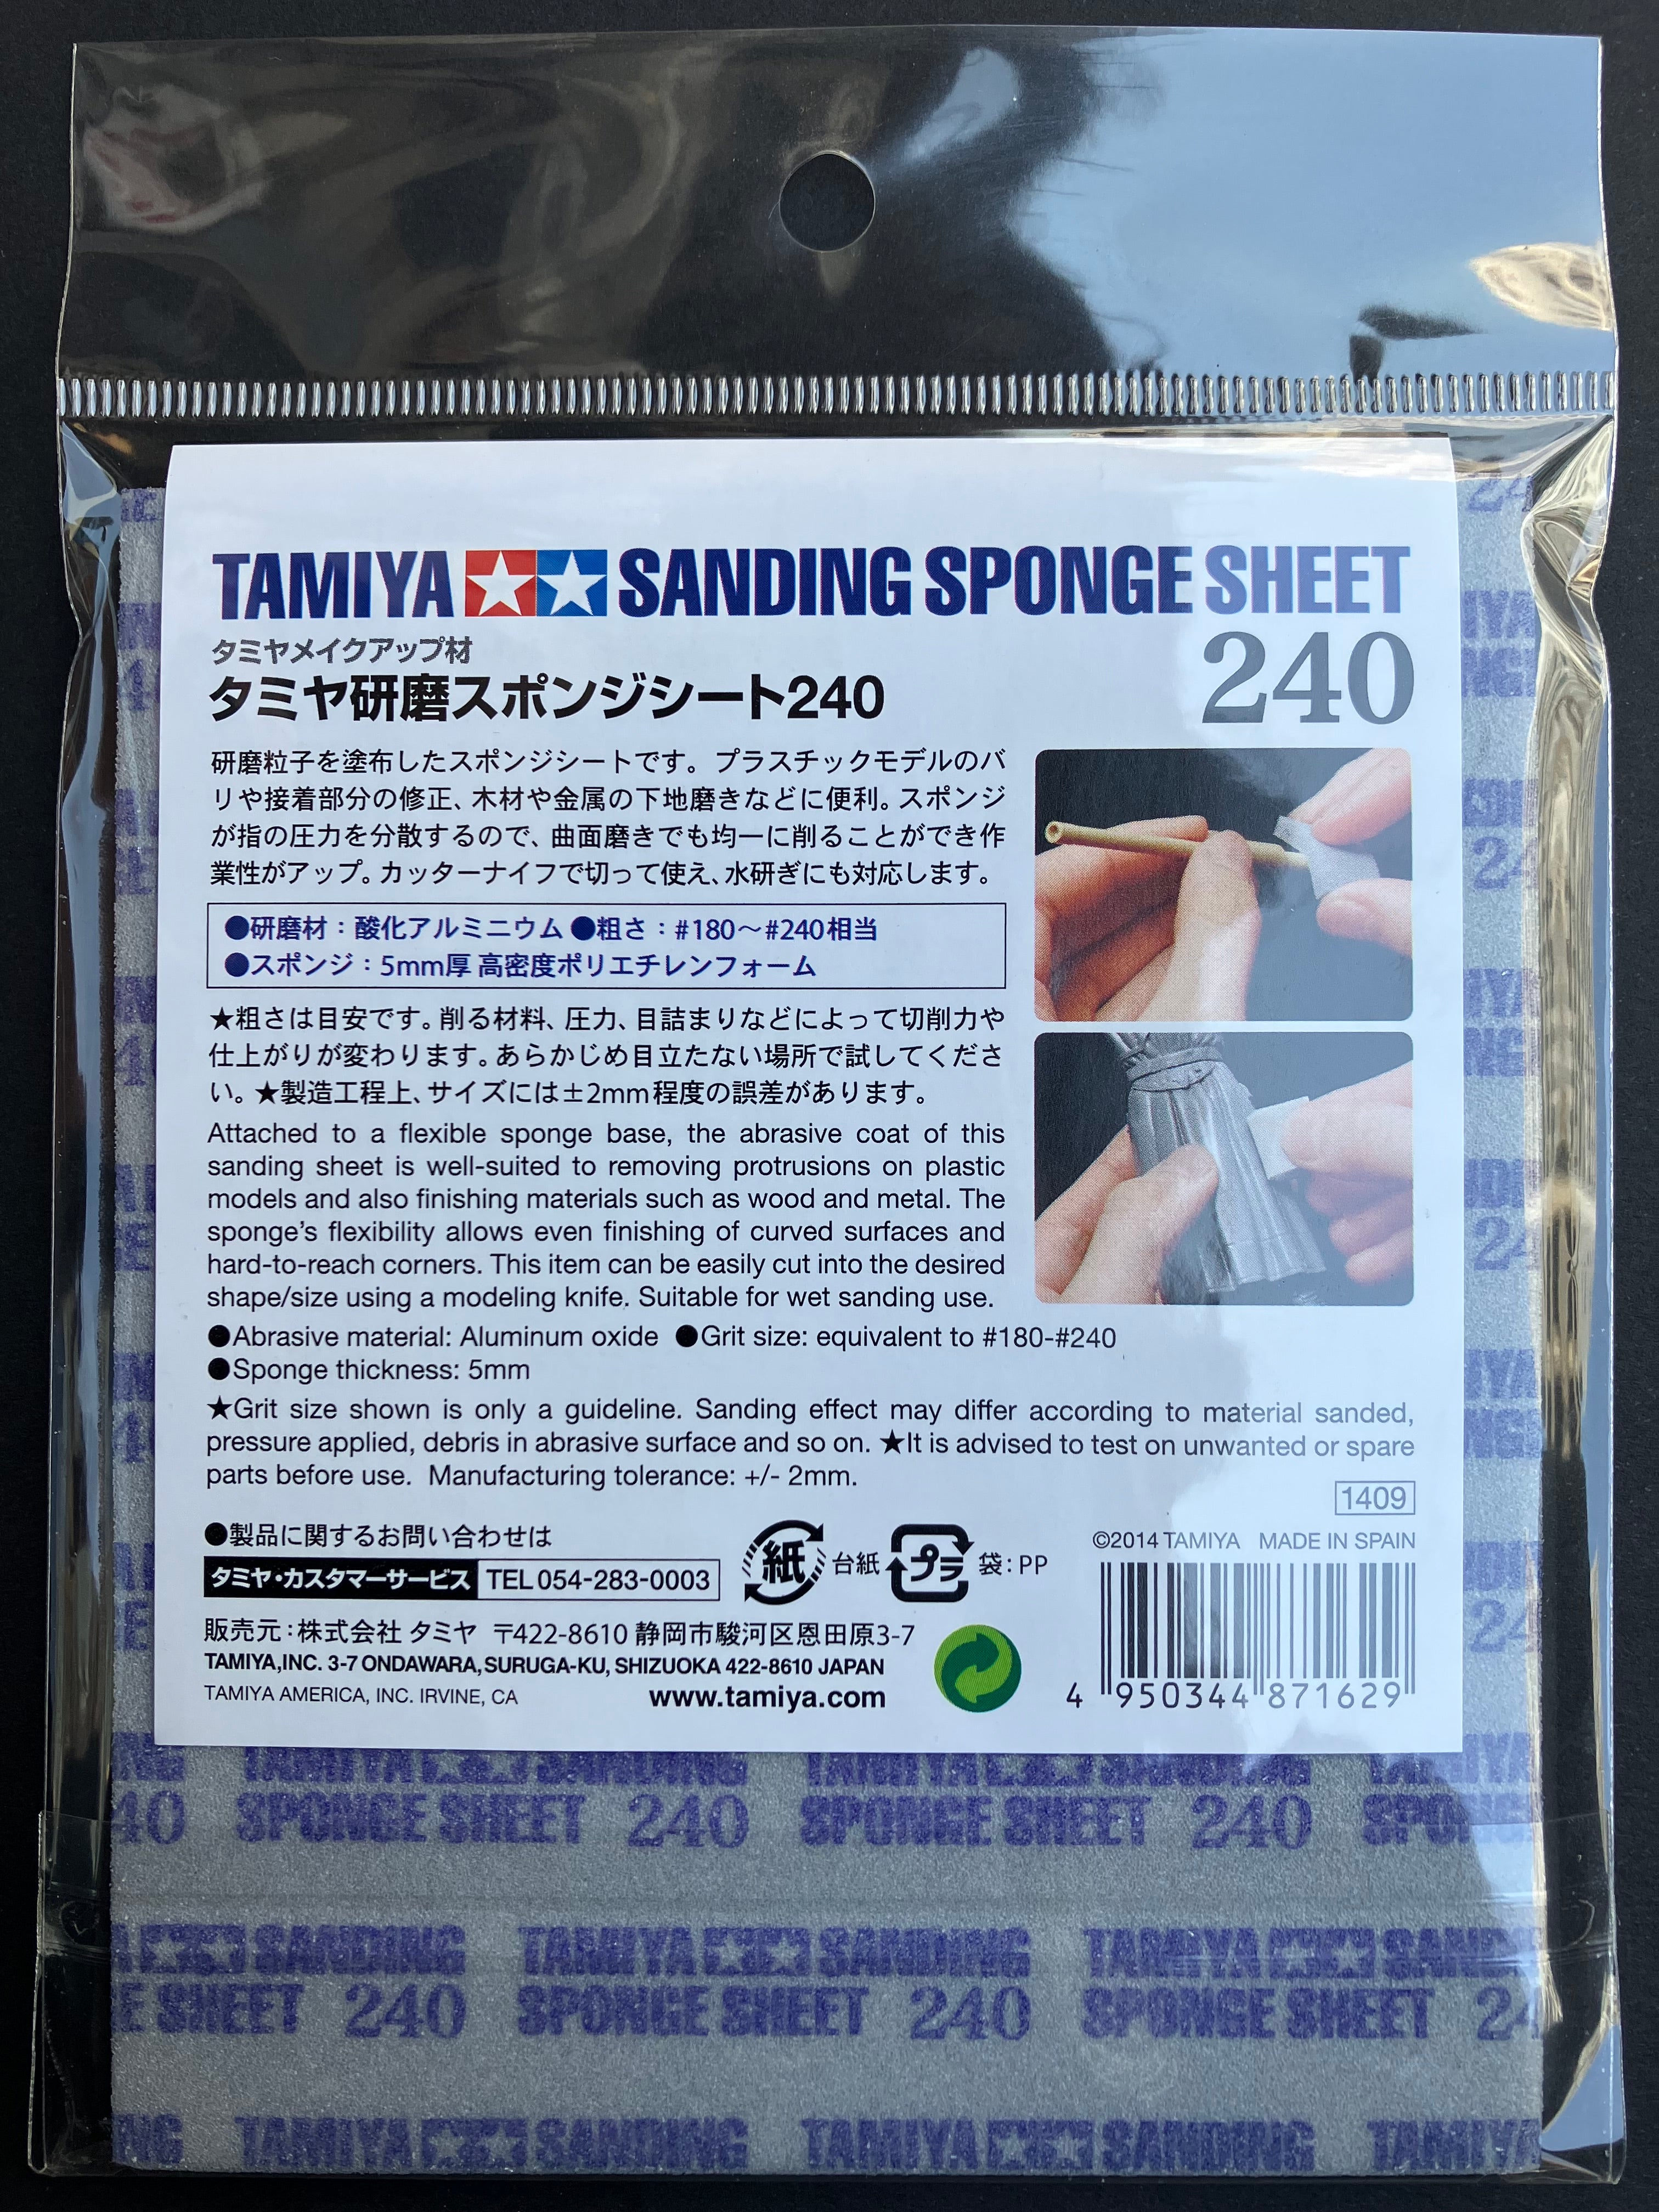 TAMIYA SANDING SPONGE SHEET
タミヤメイクアップ材
タミヤ研磨スポンジシート240
240
研磨粒子を塗布したスポンジシートです。プラスチックモデルのバ
リや接着部分の修正、木材や金属の下地磨きなどに便利。スポンジ
が指の圧力を分散するので、曲面磨きでも均一に削ることができ作
業性がアップ。カッターナイフで切って使え、水研ぎにも対応します。
●研磨材：酸化アルミニウム ●粗さ：#180～#240相当
●スポンジ：5mm厚 高密度ポリエチレンフォーム
★粗さは目安です。削る材料、圧力、目詰まりなどによって切削力や
仕上がりが変わります。あらかじめ目立たない場所で試してくださ
い。★製造工程上、サイズには±2mm程度の誤差があります。
Attached to a flexible sponge base, the abrasive coat of this
sanding sheet is well-suited to removing protrusions on plastic
models and also finishing materials such as wood and metal. The
sponge's flexibility allows even finishing of curved surfaces and
hard-to-reach corners. This item can be easily cut into the desired
shape/size using a modeling knife. Suitable for wet sanding use.
●Abrasive material: Aluminum oxide ●Grit size: equivalent to #180-#240
●Sponge thickness: 5mm
★Grit size shown is only a guideline. Sanding effect may differ according to material sanded,
pressure applied, debris in abrasive surface and so on. ★It is advised to test on unwanted or spare
parts before use. Manufacturing tolerance: +/- 2mm.
1409
●製品に関するお問い合わせは
タミヤ・カスタマーサービス TEL 054-283-0003
紙 台紙 プラ 袋：PP
©2014 TAMIYA MADE IN SPAIN
販売元：株式会社 タミヤ 〒422-8610 静岡市駿河区恩田原3-7
TAMIYA,INC. 3-7 ONDAWARA, SURUGA-KU, SHIZUOKA 422-8610 JAPAN
TAMIYA AMERICA, INC. IRVINE, CA www.tamiya.com
4 950344 871629
TAMIYA SANDING TAMIYA SANDING TAMIYA
40 SPONGE SHEET 240 SPONGE SHEET 240 SPONGE
SANDING TAMIYA SANDING TAMIYA SAND
E SHEET 240 SPONGE SHEET 240 SPONGE SHEET 24
NG TAMIYA SANDING TAMIYA SANDING TAMIYA